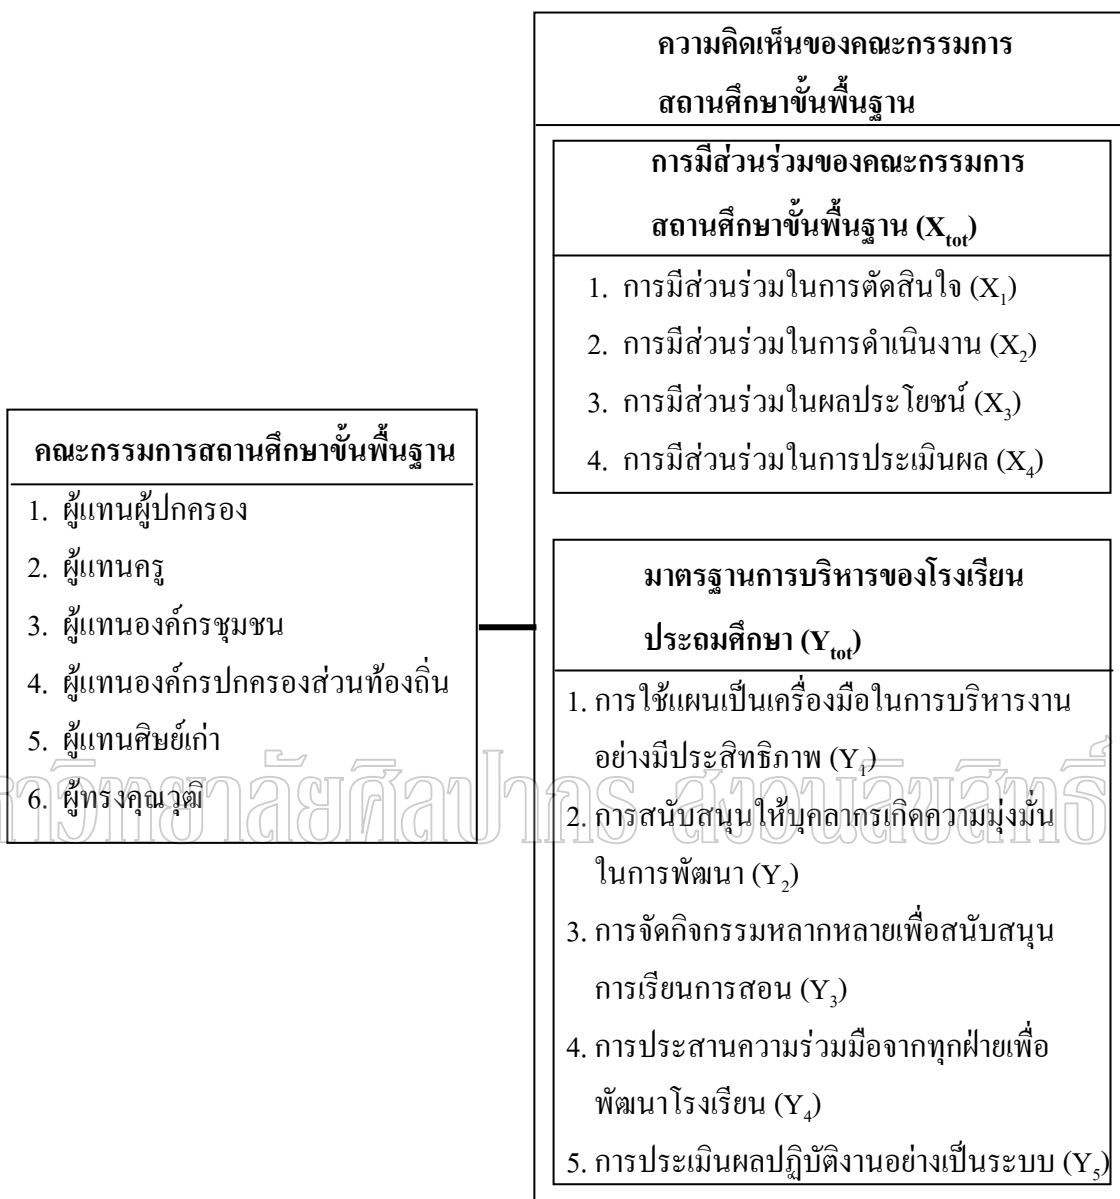 ความคิดเห็นของคณะกรรมการ
สถานศึกษาขั้นพื้นฐาน
การมีส่วนร่วมของคณะกรรมการ
สถานศึกษาขั้นพื้นฐาน (Xtot)
1. การมีส่วนร่วมในการตัดสินใจ (X1)
2. การมีส่วนร่วมในการดำเนินงาน (X2)
3. การมีส่วนร่วมในผลประโยชน์ (X3)
4. การมีส่วนร่วมในการประเมินผล (X4)
คณะกรรมการสถานศึกษาขั้นพื้นฐาน
1. ผู้แทนผู้ปกครอง
2. ผู้แทนครู
3. ผู้แทนองค์กรชุมชน
4. ผู้แทนองค์กรปกครองส่วนท้องถิ่น
5. ผู้แทนศิษย์เก่า
6. ผู้ทรงคุณวุฒิ
มาตรฐานการบริหารของโรงเรียน
ประถมศึกษา (Ytot)
1. การใช้แผนเป็นเครื่องมือในการบริหารงาน
อย่างมีประสิทธิภาพ (Y1)
2. การสนับสนุนให้บุคลากรเกิดความมุ่งมั่น
ในการพัฒนา (Y2)
3. การจัดกิจกรรมหลากหลายเพื่อสนับสนุน
การเรียนการสอน (Y3)
4. การประสานความร่วมมือจากทุกฝ่ายเพื่อ
พัฒนาโรงเรียน (Y4)
5. การประเมินผลปฏิบัติงานอย่างเป็นระบบ (Y5)
หาวิทยาลัยศิลปากร สงวนลิขสิทธิ์